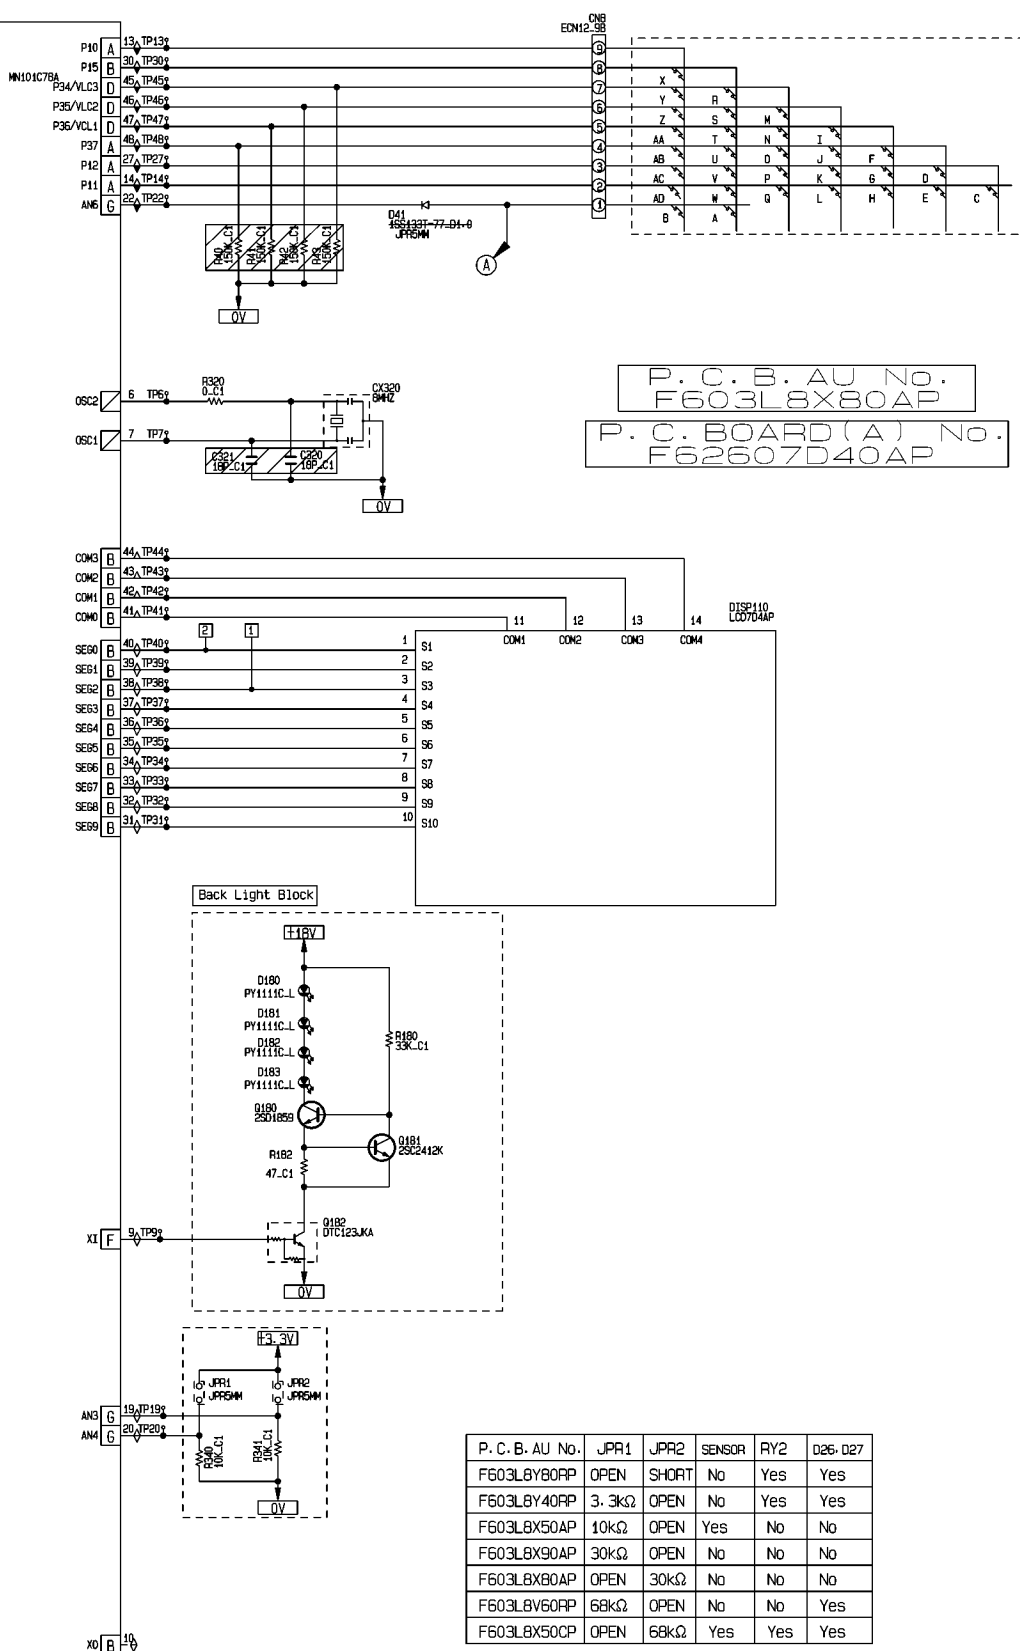 CN8
ECN12_9B
MN101C78A
P10 A 13 TP13 9
P15 B 30 TP30 8
P34/VLC3 D 45 TP45 7
P35/VLC2 D 46 TP46 6
P36/VCL1 D 47 TP47 5
P37 A 48 TP48 4
P12 A 27 TP27 3
P11 A 14 TP14 2
AN6 G 22 TP22 1
X
Y R
Z S M
AA T N I
AB U O J F
AC V P K G D
AD W Q L H E C
B A
D41
1SS133T-77_D1.0
JPR5MM
A
R40 150K_C1
R41 150K_C1
R42 150K_C1
R43 150K_C1
0V
P.C.B. AU No.
F603L8X80AP
P.C. BOARD(A) No.
F62607D40AP
OSC2 6 TP6
R320
0_C1
CX320
8MHZ
OSC1 7 TP7
C321
18P_C1
C320
18P_C1
0V
COM3 B 44 TP44
COM2 B 43 TP43
COM1 B 42 TP42
COM0 B 41 TP41
DISP110
LCD704AP
11 12 13 14
COM1 COM2 COM3 COM4
2 1
SEG0 B 40 TP40 1 S1
SEG1 B 39 TP39 2 S2
SEG2 B 38 TP38 3 S3
SEG3 B 37 TP37 4 S4
SEG4 B 36 TP36 5 S5
SEG5 B 35 TP35 6 S6
SEG6 B 34 TP34 7 S7
SEG7 B 33 TP33 8 S8
SEG8 B 32 TP32 9 S9
SEG9 B 31 TP31 10 S10
Back Light Block
+18V
D180
PY1111C_L
D181
PY1111C_L
D182
PY1111C_L
D183
PY1111C_L
R180
33K_C1
Q180
2SD1859
Q181
2SC2412K
R182
47_C1
Q182
DTC123JKA
XI F 9 TP9
0V
+3.3V
JPR1
JPR5MM
JPR2
JPR5MM
AN3 G 19 TP19
AN4 G 20 TP20
R340
10K_C1
R341
10K_C1
0V
P.C.B. AU No. JPR1 JPR2 SENSOR RY2 D26, D27
F603L8Y80RP OPEN SHORT No Yes Yes
F603L8Y40RP 3.3kΩ OPEN No Yes Yes
F603L8X50AP 10kΩ OPEN Yes No No
F603L8X90AP 30kΩ OPEN No No No
F603L8X80AP OPEN 30kΩ No No No
F603L8V60RP 68kΩ OPEN No No Yes
F603L8X50CP OPEN 68kΩ Yes Yes Yes
XO B 10